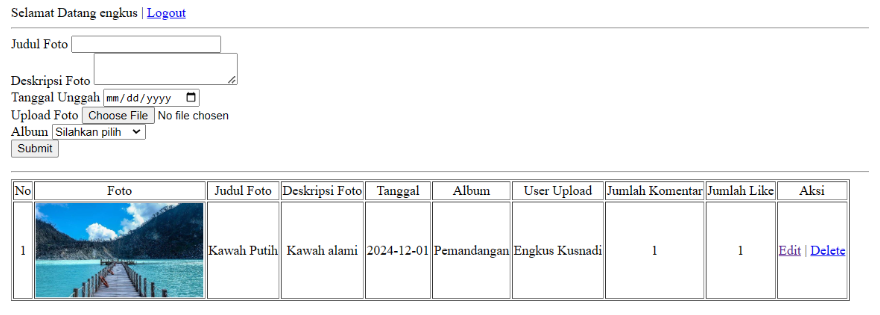 Selamat Datang engkus | Logout
Judul Foto
Deskripsi Foto
Tanggal Unggah mm/dd/yyyy
Upload Foto Choose File No file chosen
Album Silahkan pilih
Submit
No Foto Judul Foto Deskripsi Foto Tanggal Album User Upload Jumlah Komentar Jumlah Like Aksi
1 Kawah Putih Kawah alami 2024-12-01 Pemandangan Engkus Kusnadi 1 1 Edit | Delete